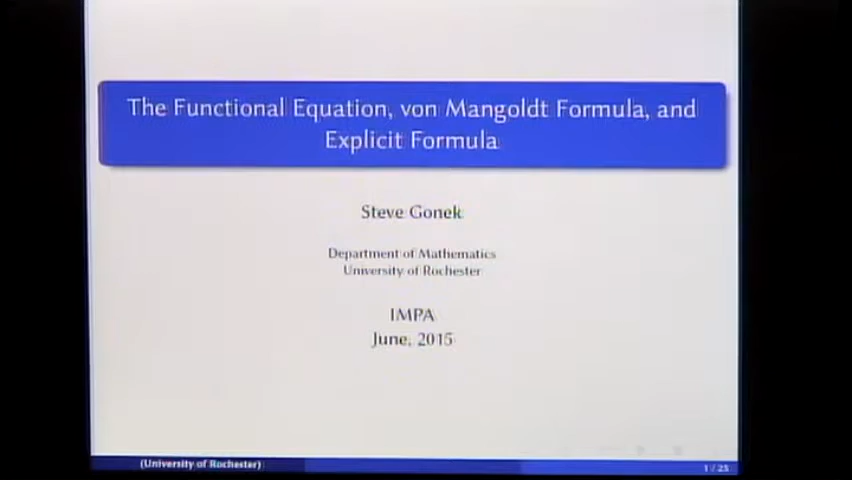 The Functional Equation, von Mangoldt Formula, and
Explicit Formula
Steve Gonek
Department of Mathematics
University of Rochester
IMPA
June, 2015
(University of Rochester)
1 / 25